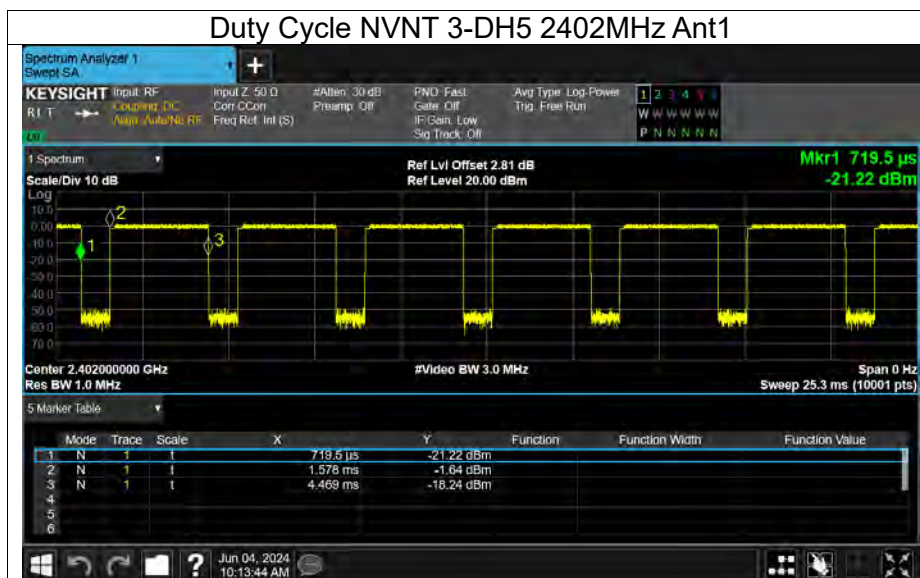 Duty Cycle NVNT 3-DH5 2402MHz Ant1
Spectrum Analyzer 1
Swept SA
+
KEYSIGHT Input: RF Input Z: 50 Ω #Atten: 30 dB PNO: Fast Avg Type: Log-Power 1 2 3 4 5 6
RLT Coupling: DC Corr CCorr Preamp: Off Gate: Off Trig: Free Run W W W W W W
Align: Auto/No RF Freq Ref: Int (S) IF Gain: Low P N N N N N
Sig Track: Off
1 Spectrum
Scale/Div 10 dB Ref Lvl Offset 2.81 dB Mkr1 719.5 µs
Ref Level 20.00 dBm -21.22 dBm
Log
10.0
0.00
-10.0
-20.0
-30.0
-40.0
-50.0
-60.0
-70.0
1
2
3
Center 2.402000000 GHz #Video BW 3.0 MHz Span 0 Hz
Res BW 1.0 MHz Sweep 25.3 ms (10001 pts)
5 Marker Table
Mode Trace Scale X Y Function Function Width Function Value
1 N 1 t 719.5 µs -21.22 dBm
2 N 1 t 1.578 ms -1.64 dBm
3 N 1 t 4.469 ms -18.24 dBm
4
5
6
? Jun 04, 2024
10:13:44 AM